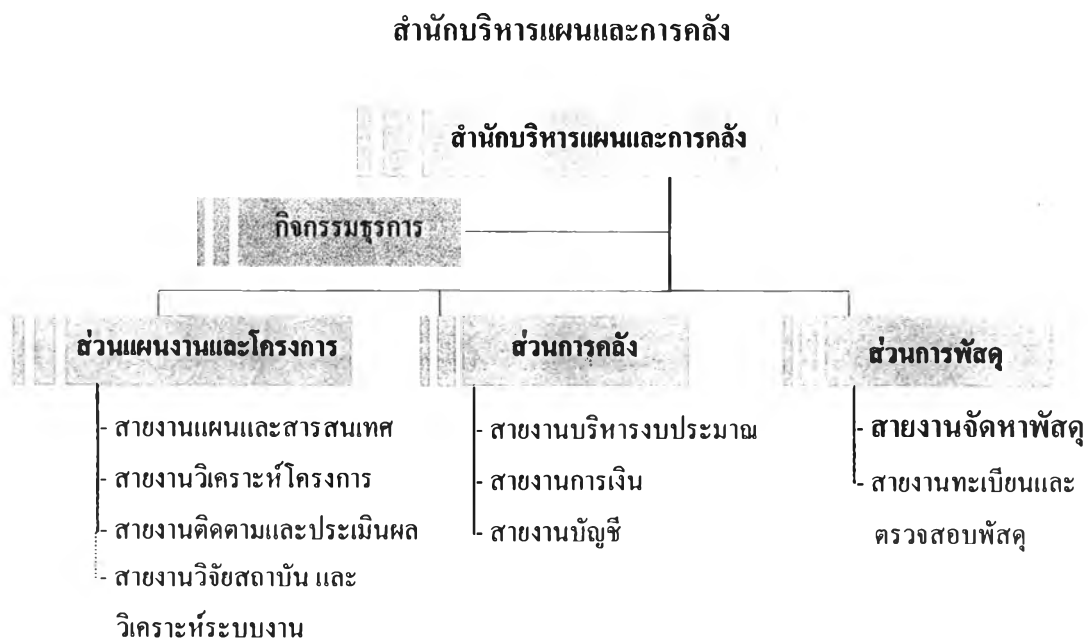 สำนักบริหารแผนและการคลัง
สำนักบริหารแผนและการคลัง
กิจกรรมธุรการ
ส่วนแผนงานและโครงการ
- สายงานแผนและสารสนเทศ
- สายงานวิเคราะห์โครงการ
- สายงานติดตามและประเมินผล
- สายงานวิจัยสถาบัน และ
วิเคราะห์ระบบงาน
ส่วนการคลัง
- สายงานบริหารงบประมาณ
- สายงานการเงิน
- สายงานบัญชี
ส่วนการพัสดุ
- สายงานจัดหาพัสดุ
- สายงานทะเบียนและ
ตรวจสอบพัสดุ